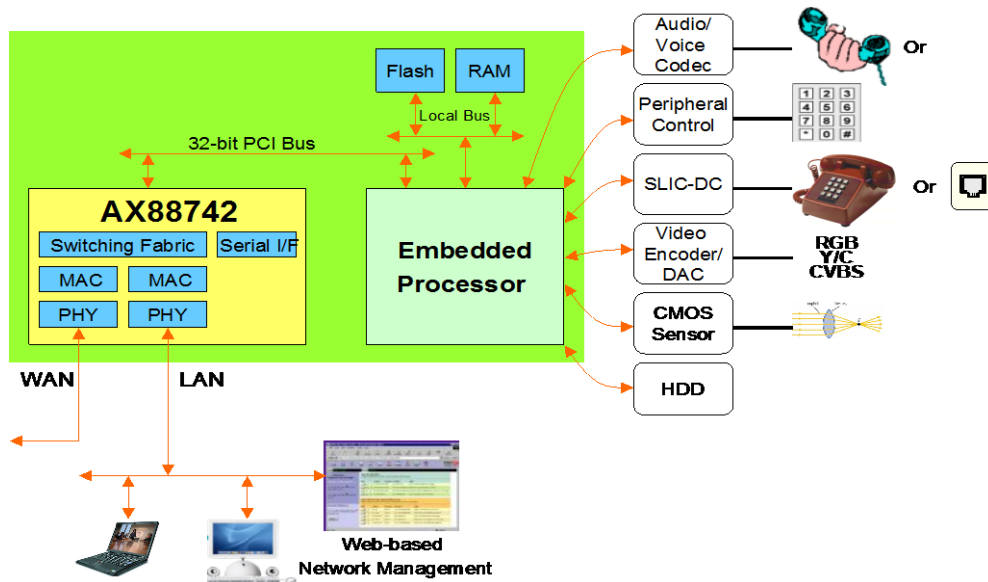 Audio/
Voice
Codec
Or
Flash
RAM
Local Bus
Peripheral
Control
1 2 3
4 5 6
7 8 9
* 0 #
32-bit PCI Bus
SLIC-DC
Or
AX88742
Switching Fabric
Serial I/F
MAC
MAC
PHY
PHY
Embedded
Processor
Video
Encoder/
DAC
RGB
Y/C
CVBS
CMOS
Sensor
HDD
WAN
LAN
Web-based
Network Management